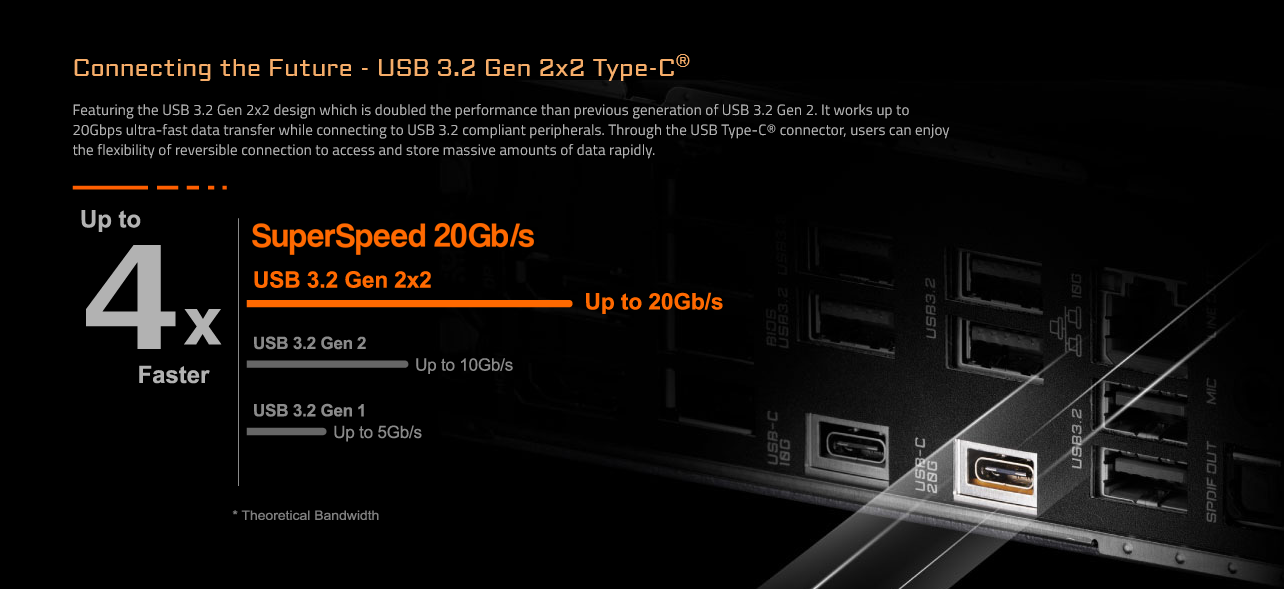 Connecting the Future - USB 3.2 Gen 2x2 Type-C®
Featuring the USB 3.2 Gen 2x2 design which is doubled the performance than previous generation of USB 3.2 Gen 2. It works up to
20Gbps ultra-fast data transfer while connecting to USB 3.2 compliant peripherals. Through the USB Type-C® connector, users can enjoy
the flexibility of reversible connection to access and store massive amounts of data rapidly.
Up to
4x
Faster
SuperSpeed 20Gb/s
USB 3.2 Gen 2x2
Up to 20Gb/s
USB 3.2 Gen 2
Up to 10Gb/s
USB 3.2 Gen 1
Up to 5Gb/s
* Theoretical Bandwidth
USB3.2
BIOS
USB3.2
USB3.2
10G
USB-C
10G
USB-C
20G
USB3.2
MIC
SPDIF OUT